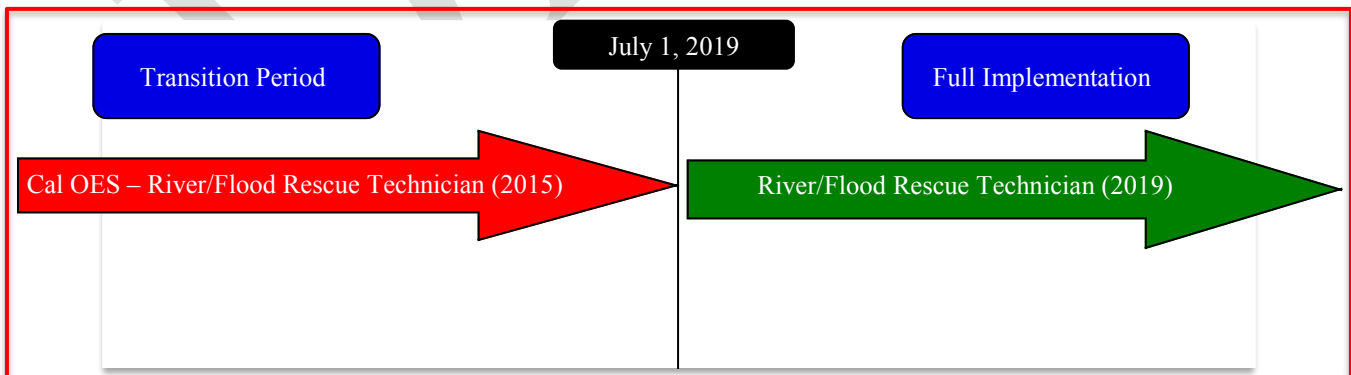 July 1, 2019
Transition Period
Full Implementation
Cal OES – River/Flood Rescue Technician (2015)
River/Flood Rescue Technician (2019)